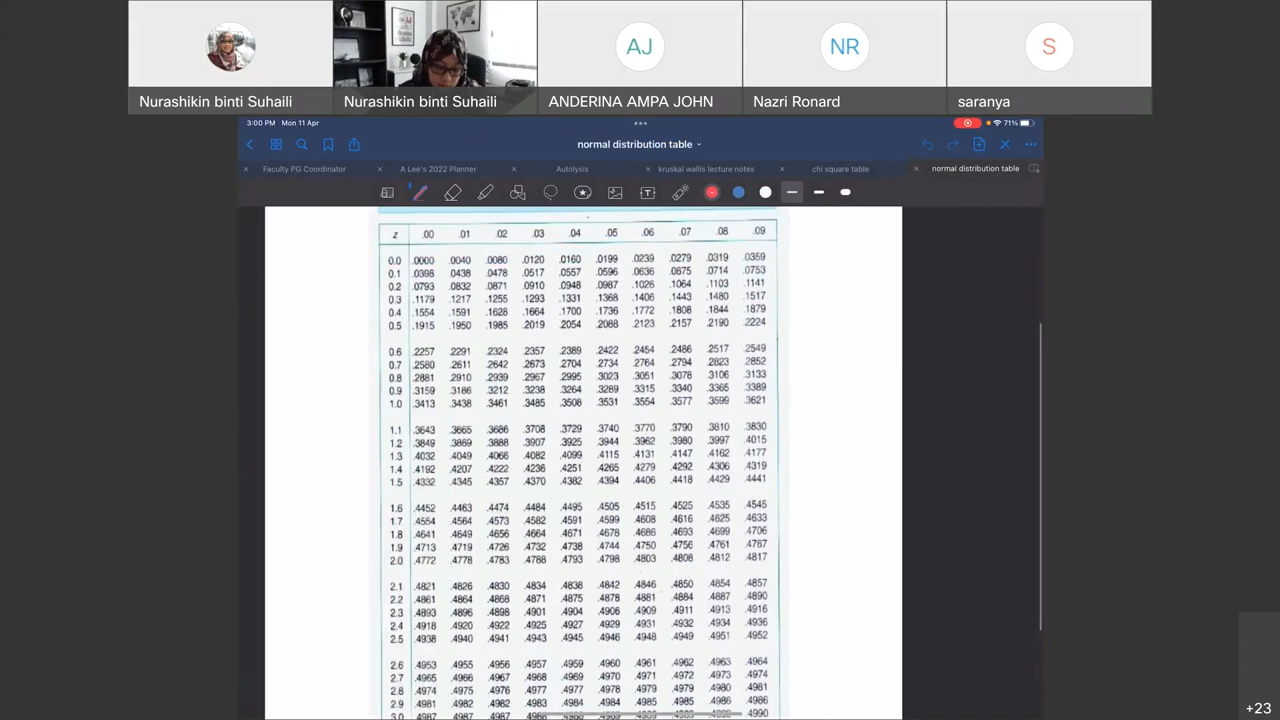 AJ
NR
S
Nurashikin binti Suhaili
Nurashikin binti Suhaili
ANDERINA AMPA JOHN
Nazri Ronard
saranya
3:00 PM Mon 11 Apr
71%
normal distribution table
Faculty PG Coordinator
A Lee's 2022 Planner
Autolysis
kruskal wallis lecture notes
chi square table
normal distribution table
z .00 .01 .02 .03 .04 .05 .06 .07 .08 .09
0.0 .0000 .0040 .0080 .0120 .0160 .0199 .0239 .0279 .0319 .0359
0.1 .0398 .0438 .0478 .0517 .0557 .0596 .0636 .0675 .0714 .0753
0.2 .0793 .0832 .0871 .0910 .0948 .0987 .1026 .1064 .1103 .1141
0.3 .1179 .1217 .1255 .1293 .1331 .1368 .1406 .1443 .1480 .1517
0.4 .1554 .1591 .1628 .1664 .1700 .1736 .1772 .1808 .1844 .1879
0.5 .1915 .1950 .1985 .2019 .2054 .2088 .2123 .2157 .2190 .2224
0.6 .2257 .2291 .2324 .2357 .2389 .2422 .2454 .2486 .2517 .2549
0.7 .2580 .2611 .2642 .2673 .2704 .2734 .2764 .2794 .2823 .2852
0.8 .2881 .2910 .2939 .2967 .2995 .3023 .3051 .3078 .3106 .3133
0.9 .3159 .3186 .3212 .3238 .3264 .3289 .3315 .3340 .3365 .3389
1.0 .3413 .3438 .3461 .3485 .3508 .3531 .3554 .3577 .3599 .3621
1.1 .3643 .3665 .3686 .3708 .3729 .3740 .3770 .3790 .3810 .3830
1.2 .3849 .3869 .3888 .3907 .3925 .3944 .3962 .3980 .3997 .4015
1.3 .4032 .4049 .4066 .4082 .4099 .4115 .4131 .4147 .4162 .4177
1.4 .4192 .4207 .4222 .4236 .4251 .4265 .4279 .4292 .4306 .4319
1.5 .4332 .4345 .4357 .4370 .4382 .4394 .4406 .4418 .4429 .4441
1.6 .4452 .4463 .4474 .4484 .4495 .4505 .4515 .4525 .4535 .4545
1.7 .4554 .4564 .4573 .4582 .4591 .4599 .4608 .4616 .4625 .4633
1.8 .4641 .4649 .4656 .4664 .4671 .4678 .4686 .4693 .4699 .4706
1.9 .4713 .4719 .4726 .4732 .4738 .4744 .4750 .4756 .4761 .4767
2.0 .4772 .4778 .4783 .4788 .4793 .4798 .4803 .4808 .4812 .4817
2.1 .4821 .4826 .4830 .4834 .4838 .4842 .4846 .4850 .4854 .4857
2.2 .4861 .4864 .4868 .4871 .4875 .4878 .4881 .4884 .4887 .4890
2.3 .4893 .4896 .4898 .4901 .4904 .4906 .4909 .4911 .4913 .4916
2.4 .4918 .4920 .4922 .4925 .4927 .4929 .4931 .4932 .4934 .4936
2.5 .4938 .4940 .4941 .4943 .4945 .4946 .4948 .4949 .4951 .4952
2.6 .4953 .4955 .4956 .4957 .4959 .4960 .4961 .4962 .4963 .4964
2.7 .4965 .4966 .4967 .4968 .4969 .4970 .4971 .4972 .4973 .4974
2.8 .4974 .4975 .4976 .4977 .4977 .4978 .4979 .4979 .4980 .4981
2.9 .4981 .4982 .4982 .4983 .4984 .4984 .4985 .4985 .4986 .4986
3.0 .4987 .4987 .4987 .4990
+23